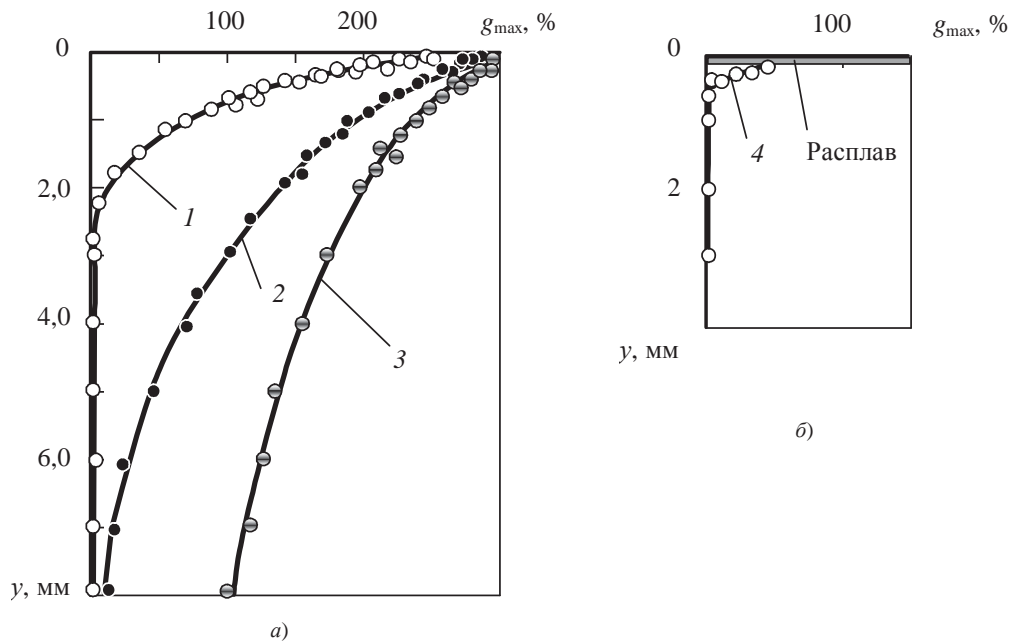 100 200 g_max, %
0
2,0
4,0
6,0
y, мм
1
2
3
а)
100 g_max, %
0
2
y, мм
4
Расплав
б)